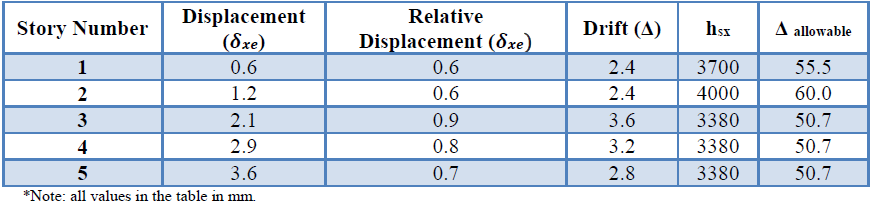 Story Number Displacement (δxe) Relative Displacement (δxe) Drift (Δ) hsx Δ allowable
1 0.6 0.6 2.4 3700 55.5
2 1.2 0.6 2.4 4000 60.0
3 2.1 0.9 3.6 3380 50.7
4 2.9 0.8 3.2 3380 50.7
5 3.6 0.7 2.8 3380 50.7
*Note: all values in the table in mm.